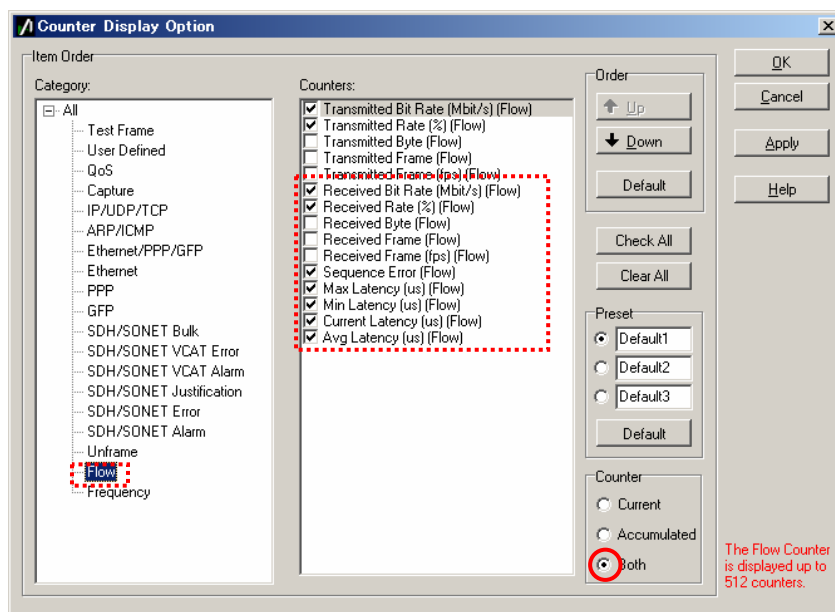 Counter Display Option
Item Order
Category:
All
Test Frame
User Defined
QoS
Capture
IP/UDP/TCP
ARP/ICMP
Ethernet/PPP/GFP
Ethernet
PPP
GFP
SDH/SONET Bulk
SDH/SONET VCAT Error
SDH/SONET VCAT Alarm
SDH/SONET Justification
SDH/SONET Error
SDH/SONET Alarm
Unframe
Flow
Frequency
Counters:
Transmitted Bit Rate (Mbit/s) (Flow)
Transmitted Rate (%) (Flow)
Transmitted Byte (Flow)
Transmitted Frame (Flow)
Transmitted Frame (fps) (Flow)
Received Bit Rate (Mbit/s) (Flow)
Received Rate (%) (Flow)
Received Byte (Flow)
Received Frame (Flow)
Received Frame (fps) (Flow)
Sequence Error (Flow)
Max Latency (us) (Flow)
Min Latency (us) (Flow)
Current Latency (us) (Flow)
Avg Latency (us) (Flow)
Order
Up
Down
Default
Check All
Clear All
Preset
Default1
Default2
Default3
Default
Counter
Current
Accumulated
Both
OK
Cancel
Apply
Help
The Flow Counter
is displayed up to
512 counters.